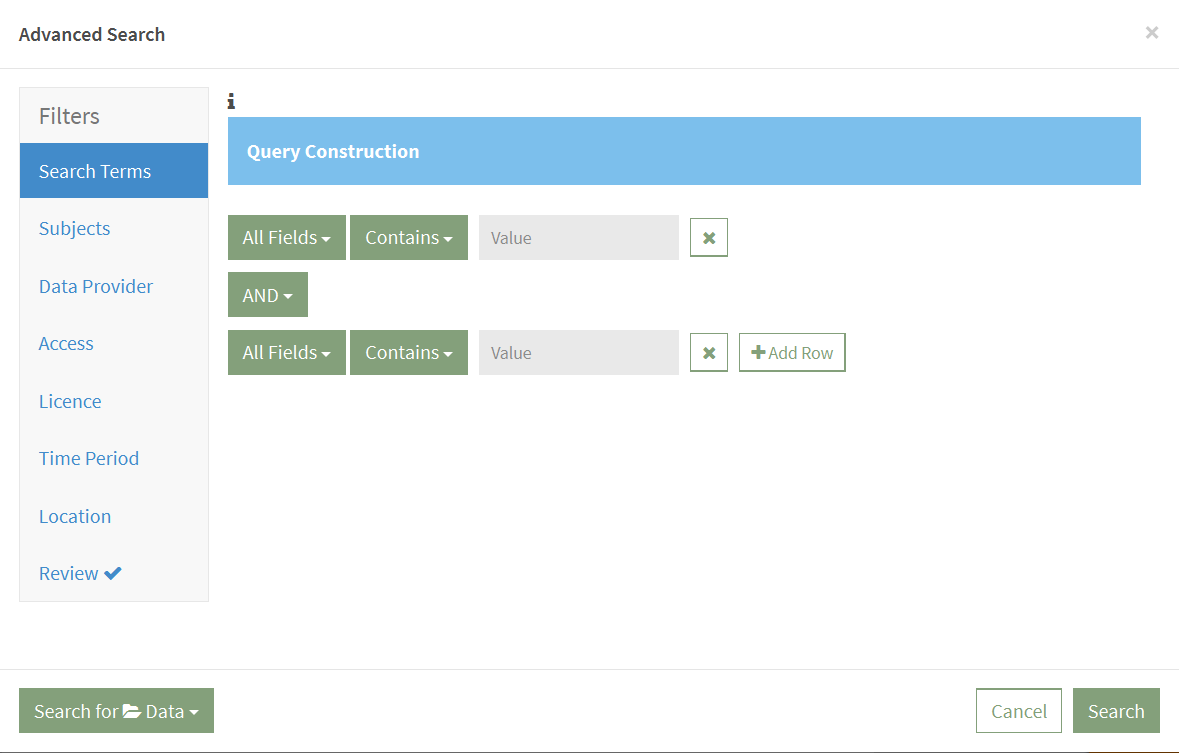 Advanced Search
Filters
Search Terms
Subjects
Data Provider
Access
Licence
Time Period
Location
Review
Query Construction
All Fields Contains Value
AND
All Fields Contains Value Add Row
Search for Data
Cancel Search